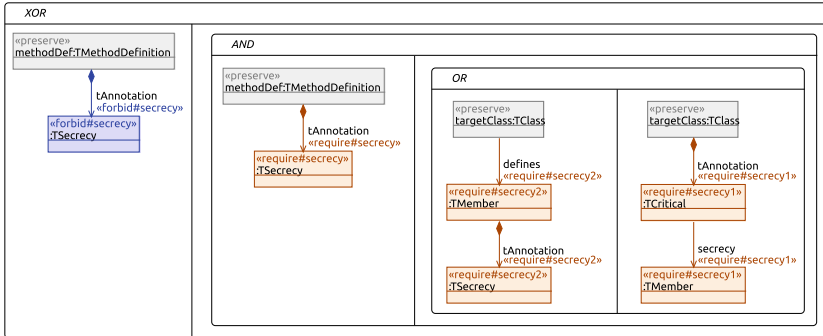 XOR
«preserve»
methodDef:TMethodDefinition
tAnnotation
«forbid#secrecy»
«forbid#secrecy»
:TSecrecy
AND
«preserve»
methodDef:TMethodDefinition
tAnnotation
«require#secrecy»
«require#secrecy»
:TSecrecy
OR
«preserve»
targetClass:TClass
defines
«require#secrecy2»
«require#secrecy2»
:TMember
tAnnotation
«require#secrecy2»
«require#secrecy2»
:TSecrecy
«preserve»
targetClass:TClass
tAnnotation
«require#secrecy1»
«require#secrecy1»
:TCritical
secrecy
«require#secrecy1»
«require#secrecy1»
:TMember